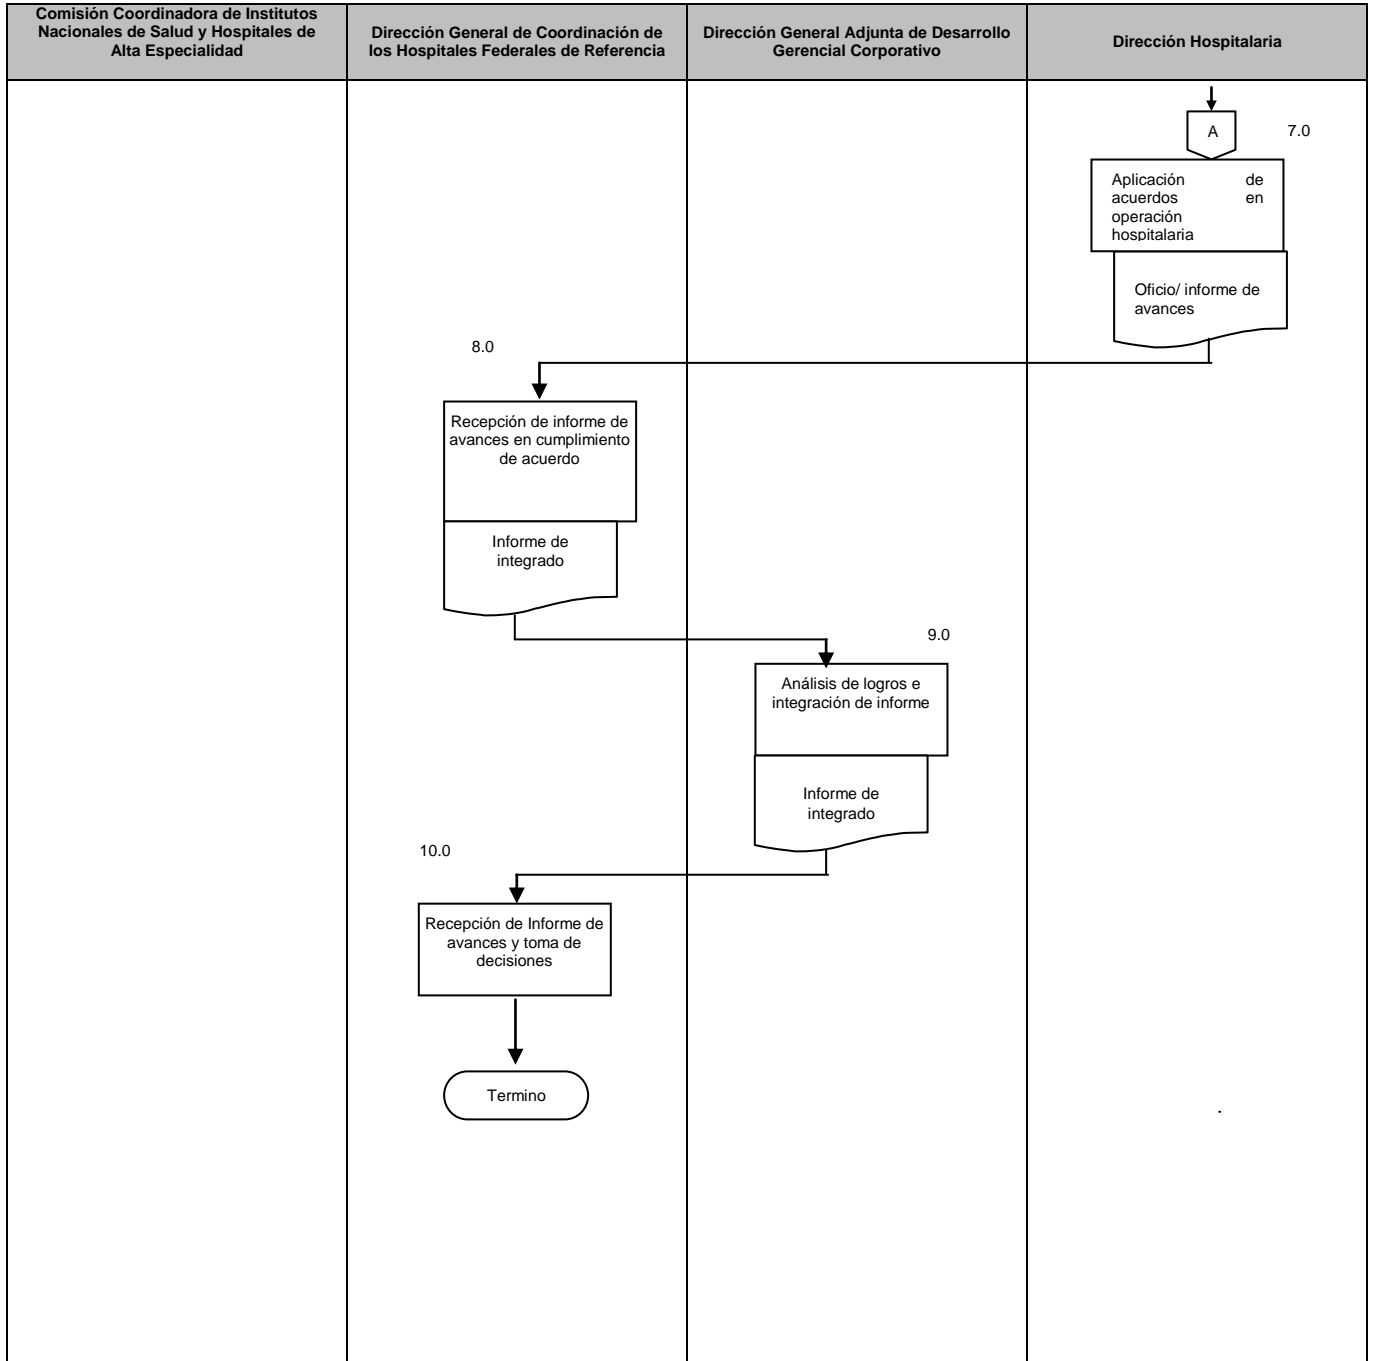 Comisión Coordinadora de Institutos
Nacionales de Salud y Hospitales de
Alta Especialidad
Dirección General de Coordinación de
los Hospitales Federales de Referencia
Dirección General Adjunta de Desarrollo
Gerencial Corporativo
Dirección Hospitalaria
A
7.0
Aplicación de
acuerdos en
operación
hospitalaria
Oficio/ informe de
avances
8.0
Recepción de informe de
avances en cumplimiento
de acuerdo
Informe de
integrado
9.0
Análisis de logros e
integración de informe
Informe de
integrado
10.0
Recepción de Informe de
avances y toma de
decisiones
Termino
.